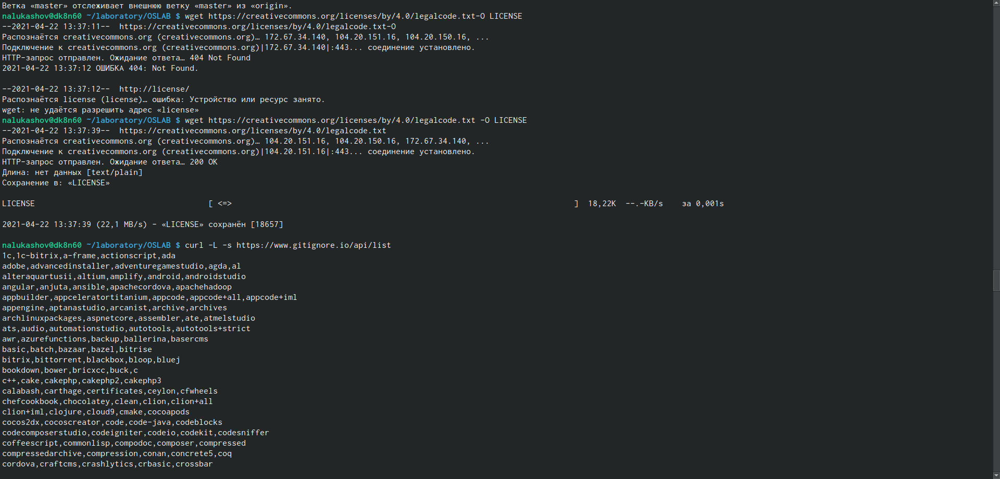 Ветка «master» отслеживает внешнюю ветку «master» из «origin».
nalukashov@dk8n60 ~/laboratory/OSLAB $ wget https://creativecommons.org/licenses/by/4.0/legalcode.txt-O LICENSE
--2021-04-22 13:37:11--  https://creativecommons.org/licenses/by/4.0/legalcode.txt-O
Распознаётся creativecommons.org (creativecommons.org)… 172.67.34.140, 104.20.151.16, 104.20.150.16, ...
Подключение к creativecommons.org (creativecommons.org)|172.67.34.140|:443... соединение установлено.
HTTP-запрос отправлен. Ожидание ответа… 404 Not Found
2021-04-22 13:37:12 ОШИБКА 404: Not Found.

--2021-04-22 13:37:12--  http://license/
Распознаётся license (license)… ошибка: Устройство или ресурс занято.
wget: не удаётся разрешить адрес «license»
nalukashov@dk8n60 ~/laboratory/OSLAB $ wget https://creativecommons.org/licenses/by/4.0/legalcode.txt -O LICENSE
--2021-04-22 13:37:39--  https://creativecommons.org/licenses/by/4.0/legalcode.txt
Распознаётся creativecommons.org (creativecommons.org)… 104.20.151.16, 104.20.150.16, 172.67.34.140, ...
Подключение к creativecommons.org (creativecommons.org)|104.20.151.16|:443... соединение установлено.
HTTP-запрос отправлен. Ожидание ответа… 200 OK
Длина: нет данных [text/plain]
Сохранение в: «LICENSE»

LICENSE                                     [ <=>                                                                         ]  18,22K  --.-KB/s    за 0,001s

2021-04-22 13:37:39 (22,1 MB/s) - «LICENSE» сохранён [18657]

nalukashov@dk8n60 ~/laboratory/OSLAB $ curl -L -s https://www.gitignore.io/api/list
1c,1c-bitrix,a-frame,actionscript,ada
adobe,advancedinstaller,adventuregamestudio,agda,al
alteraquartusii,altium,amplify,android,androidstudio
angular,anjuta,ansible,apachecordova,apachehadoop
appbuilder,appceleratortitanium,appcode,appcode+all,appcode+iml
appengine,aptanastudio,arcanist,archive,archives
archlinuxpackages,aspnetcore,assembler,ate,atmelstudio
ats,audio,automationstudio,autotools,autotools+strict
awr,azurefunctions,backup,ballerina,basercms
basic,batch,bazaar,bazel,bitrise
bitrix,bittorrent,blackbox,bloop,bluej
bookdown,bower,bricxcc,buck,c
c++,cake,cakephp,cakephp2,cakephp3
calabash,carthage,certificates,ceylon,cfwheels
chefcookbook,chocolatey,clean,clion,clion+all
clion+iml,clojure,cloud9,cmake,cocoapods
cocos2dx,cocoscreator,code,code-java,codeblocks
codecomposerstudio,codeigniter,codeio,codekit,codesniffer
coffeescript,commonlisp,compodoc,composer,compressed
compressedarchive,compression,conan,concrete5,coq
cordova,craftcms,crashlytics,crbasic,crossbar